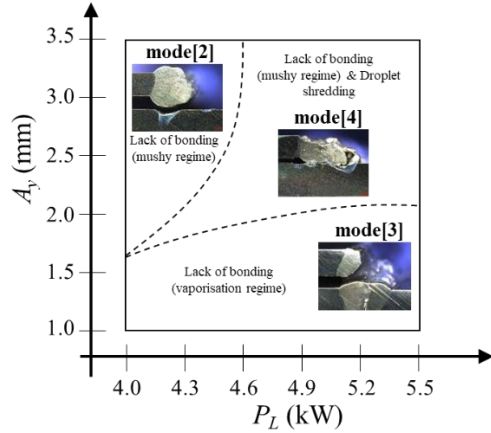 3.5
3.0
2.5
2.0
1.5
1.0
A_y (mm)
mode[2]
Lack of bonding
(mushy regime)
Lack of bonding
(mushy regime) & Droplet
shredding
mode[4]
mode[3]
Lack of bonding
(vaporisation regime)
4.0 4.3 4.6 4.9 5.2 5.5
P_L (kW)